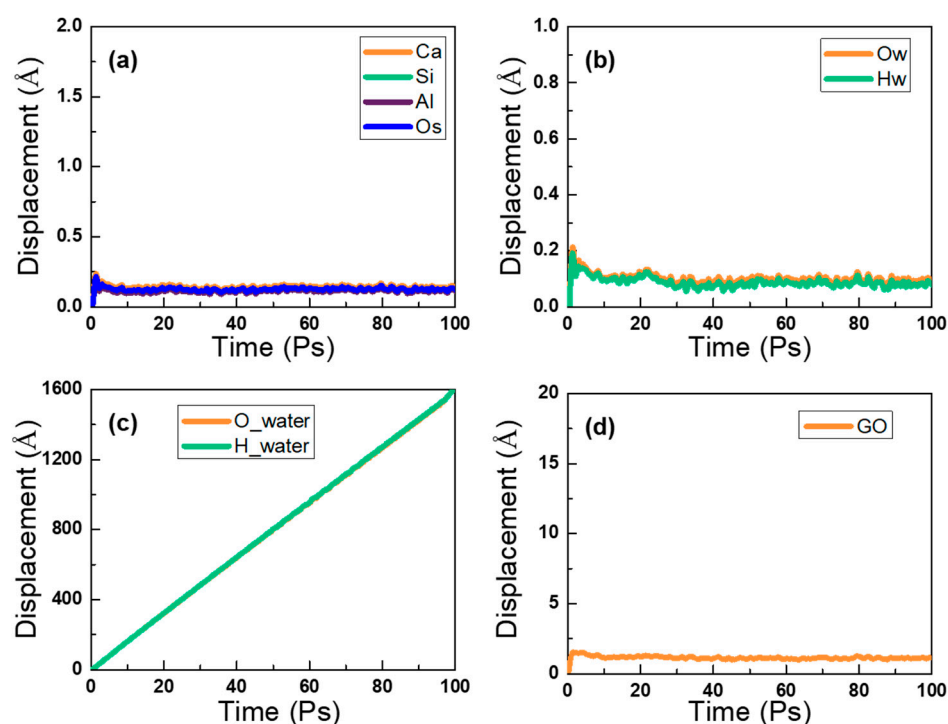 (a)
Ca
Si
Al
Os
Displacement (Å)
2.0
1.5
1.0
0.5
0.0
0 20 40 60 80 100
Time (Ps)
(b)
Ow
Hw
Displacement (Å)
1.0
0.8
0.6
0.4
0.2
0.0
0 20 40 60 80 100
Time (Ps)
(c)
O_water
H_water
Displacement (Å)
1600
1200
800
400
0
0 20 40 60 80 100
Time (Ps)
(d)
GO
Displacement (Å)
20
15
10
5
0
0 20 40 60 80 100
Time (Ps)